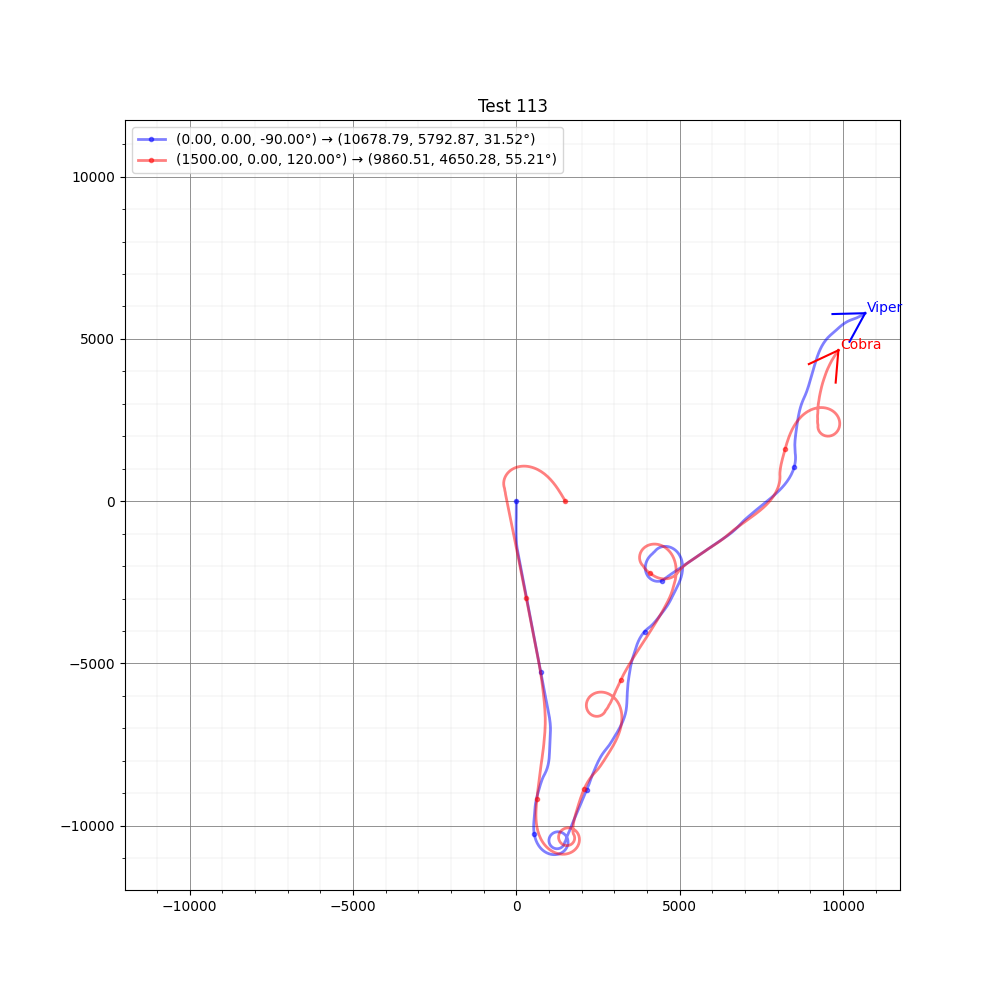 Test 113
(0.00, 0.00, -90.00°) → (10678.79, 5792.87, 31.52°)
(1500.00, 0.00, 120.00°) → (9860.51, 4650.28, 55.21°)
10000
Viper
5000
Cobra
0
−5000
−10000
−10000 −5000 0 5000 10000